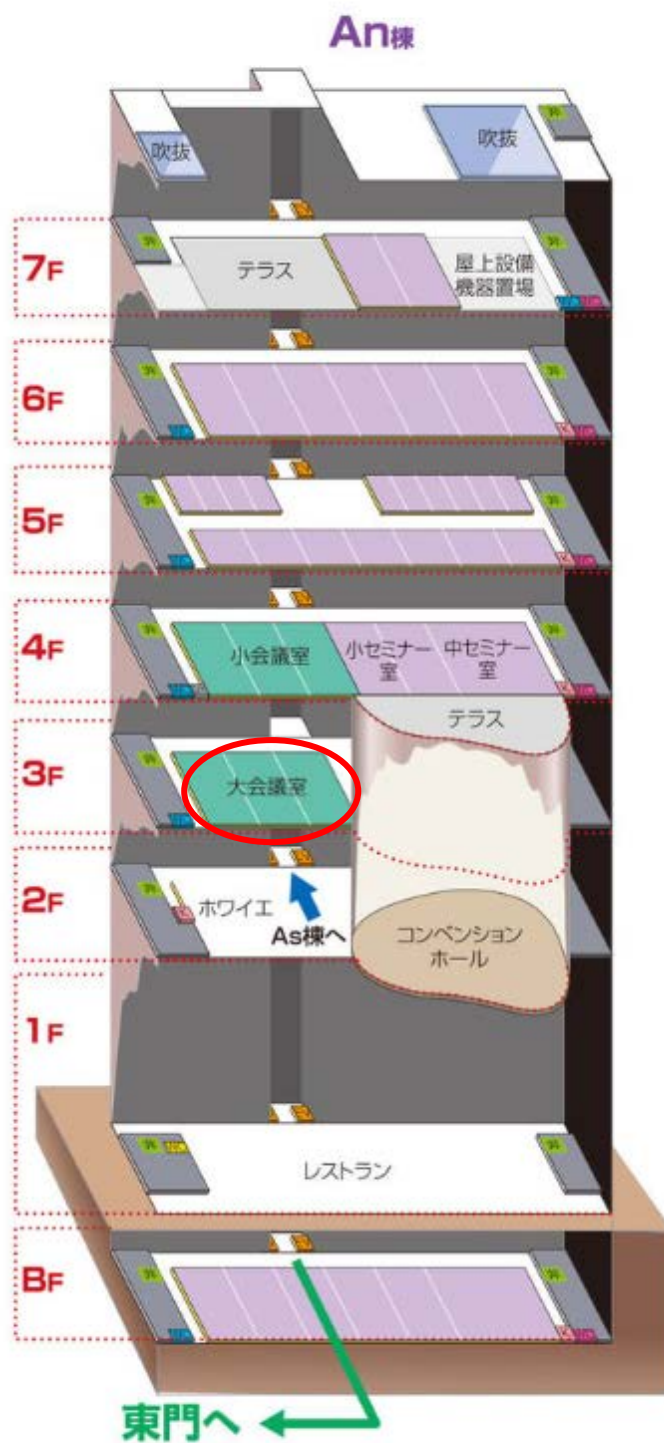 An棟
吹抜
吹抜
7F
テラス
屋上設備
機器置場
6F
5F
4F
小会議室
小セミナー
室
中セミナー
室
テラス
3F
大会議室
2F
ホワイエ
As棟へ
コンベンション
ホール
1F
レストラン
BF
東門へ